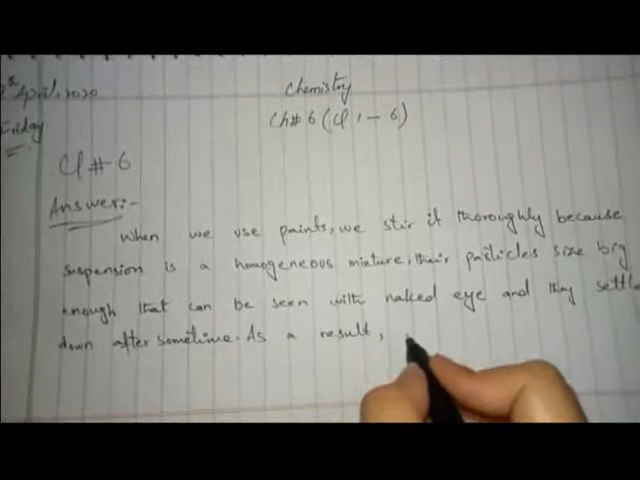 April, 2020
Chemistry
Friday
Ch# 6 (Q 1 - 6)
Q # 6
Answer:-
When we use paints, we stir it thoroughly because
suspension is a homogeneous mixture, their particles size big
enough that can be seen with naked eye and they settle
down after sometime. As a result,